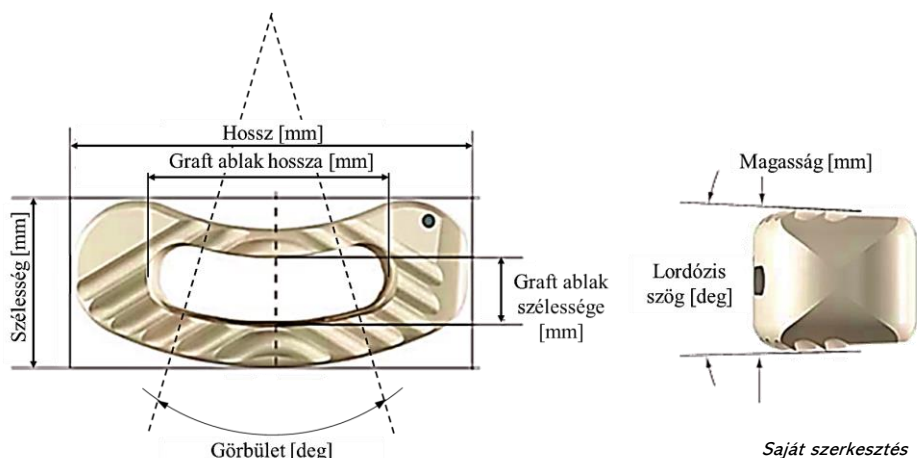 Hossz [mm]
Graft ablak hossza [mm]
Szélesség [mm]
Graft ablak
szélessége
[mm]
Görbület [deg]
Magasság [mm]
Lordózis
szög [deg]
Saját szerkesztés